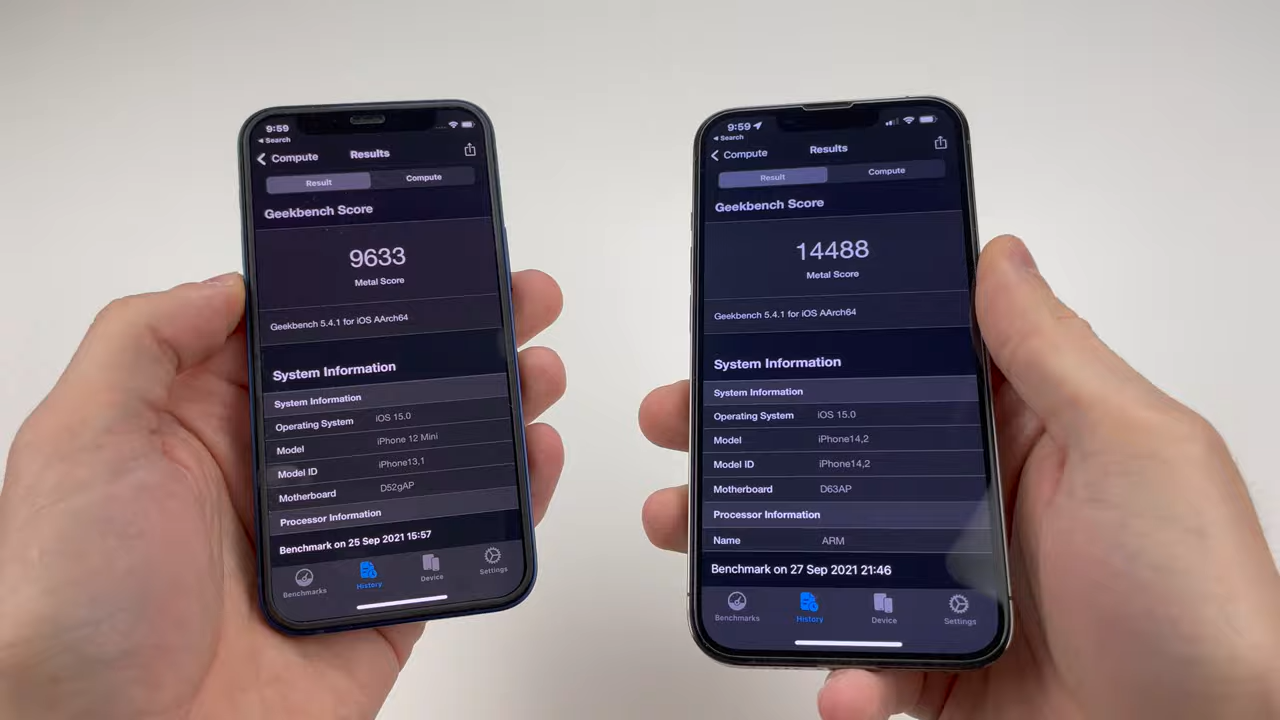 9:59
Search
Compute
Results
Result
Compute
Geekbench Score
9633
Metal Score
Geekbench 5.4.1 for iOS AArch64
System Information
System Information
Operating System iOS 15.0
Model iPhone 12 Mini
Model ID iPhone13,1
Motherboard D52gAP
Processor Information
Benchmark on 25 Sep 2021 15:57
Benchmarks
History
Device
Settings
9:59
Search
Compute
Results
Result
Compute
Geekbench Score
14488
Metal Score
Geekbench 5.4.1 for iOS AArch64
System Information
System Information
Operating System iOS 15.0
Model iPhone14,2
Model ID iPhone14,2
Motherboard D63AP
Processor Information
Name ARM
Benchmark on 27 Sep 2021 21:46
Benchmarks
History
Device
Settings